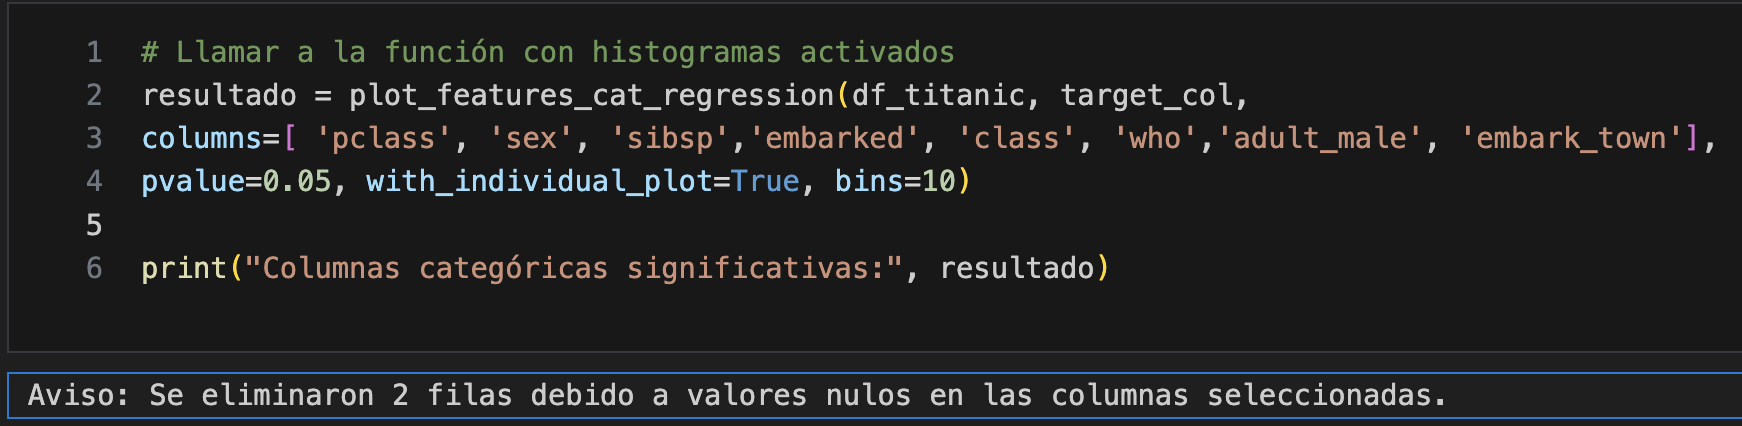 1 # Llamar a la función con histogramas activados
2 resultado = plot_features_cat_regression(df_titanic, target_col,
3 columns=[ 'pclass', 'sex', 'sibsp','embarked', 'class', 'who','adult_male', 'embark_town'],
4 pvalue=0.05, with_individual_plot=True, bins=10)
5
6 print("Columnas categóricas significativas:", resultado)
Aviso: Se eliminaron 2 filas debido a valores nulos en las columnas seleccionadas.